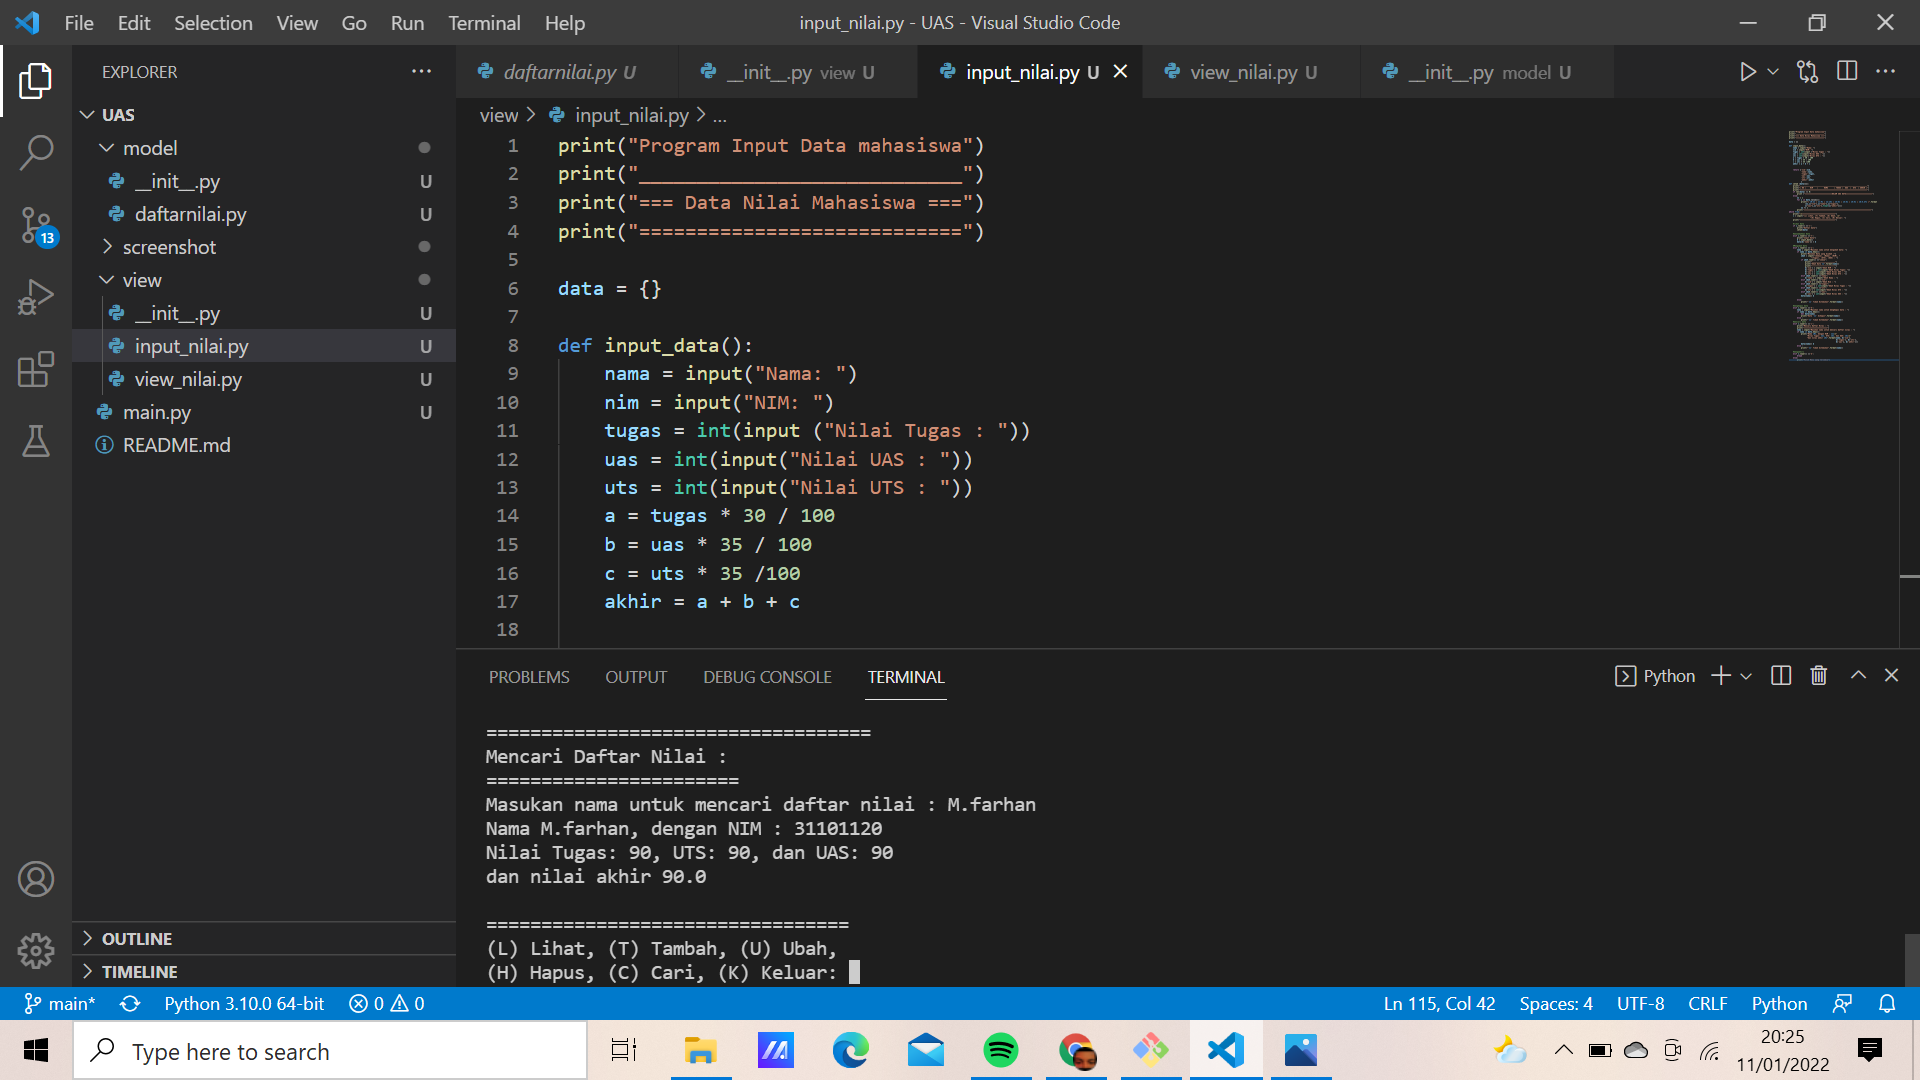 File Edit Selection View Go Run Terminal Help
input_nilai.py - UAS - Visual Studio Code
EXPLORER
daftarnilai.py U
__init__.py view U
input_nilai.py U
view_nilai.py U
__init__.py model U
UAS
model
__init__.py U
daftarnilai.py U
screenshot
view
__init__.py U
input_nilai.py U
view_nilai.py U
main.py U
README.md
13
OUTLINE
TIMELINE
view > input_nilai.py > ...
1 print("Program Input Data mahasiswa")
2 print("____________________________")
3 print("=== Data Nilai Mahasiswa ===")
4 print("============================")
5
6 data = {}
7
8 def input_data():
9 nama = input("Nama: ")
10 nim = input("NIM: ")
11 tugas = int(input ("Nilai Tugas : "))
12 uas = int(input("Nilai UAS : "))
13 uts = int(input("Nilai UTS : "))
14 a = tugas * 30 / 100
15 b = uas * 35 / 100
16 c = uts * 35 /100
17 akhir = a + b + c
18
PROBLEMS OUTPUT DEBUG CONSOLE TERMINAL
Python
===================================
Mencari Daftar Nilai :
=======================
Masukan nama untuk mencari daftar nilai : M.farhan
Nama M.farhan, dengan NIM : 31101120
Nilai Tugas: 90, UTS: 90, dan UAS: 90
dan nilai akhir 90.0
=================================
(L) Lihat, (T) Tambah, (U) Ubah,
(H) Hapus, (C) Cari, (K) Keluar:
main* Python 3.10.0 64-bit 0 0
Ln 115, Col 42 Spaces: 4 UTF-8 CRLF Python
Type here to search
20:25
11/01/2022